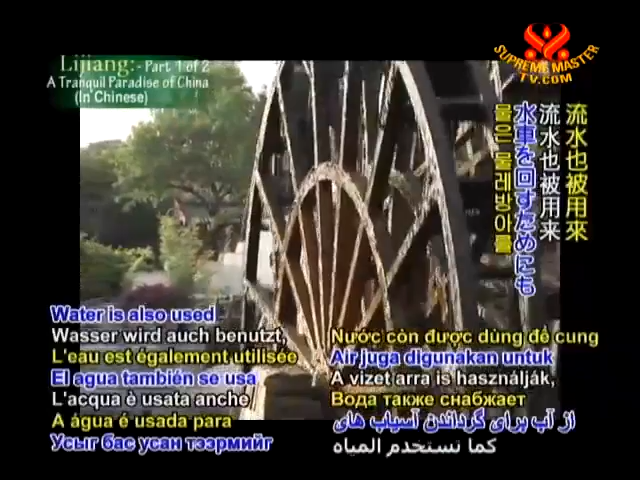 Lijiang:- Part 1 of 2
A Tranquil Paradise of China
(In Chinese)
SUPREME MASTER
TV.COM
流水也被用來
流水也被用来
水車を回すためにも
물은 물레방아를
Water is also used
Wasser wird auch benutzt,
L'eau est également utilisée
El agua también se usa
L'acqua è usata anche
A água é usada para
Усыг бас усан тээрмийг
Nước còn được dùng để cung
Air juga digunakan untuk
A vizet arra is használják,
Вода также снабжает
از آب برای گرداندن آسیاب های
كما تستخدم المياه